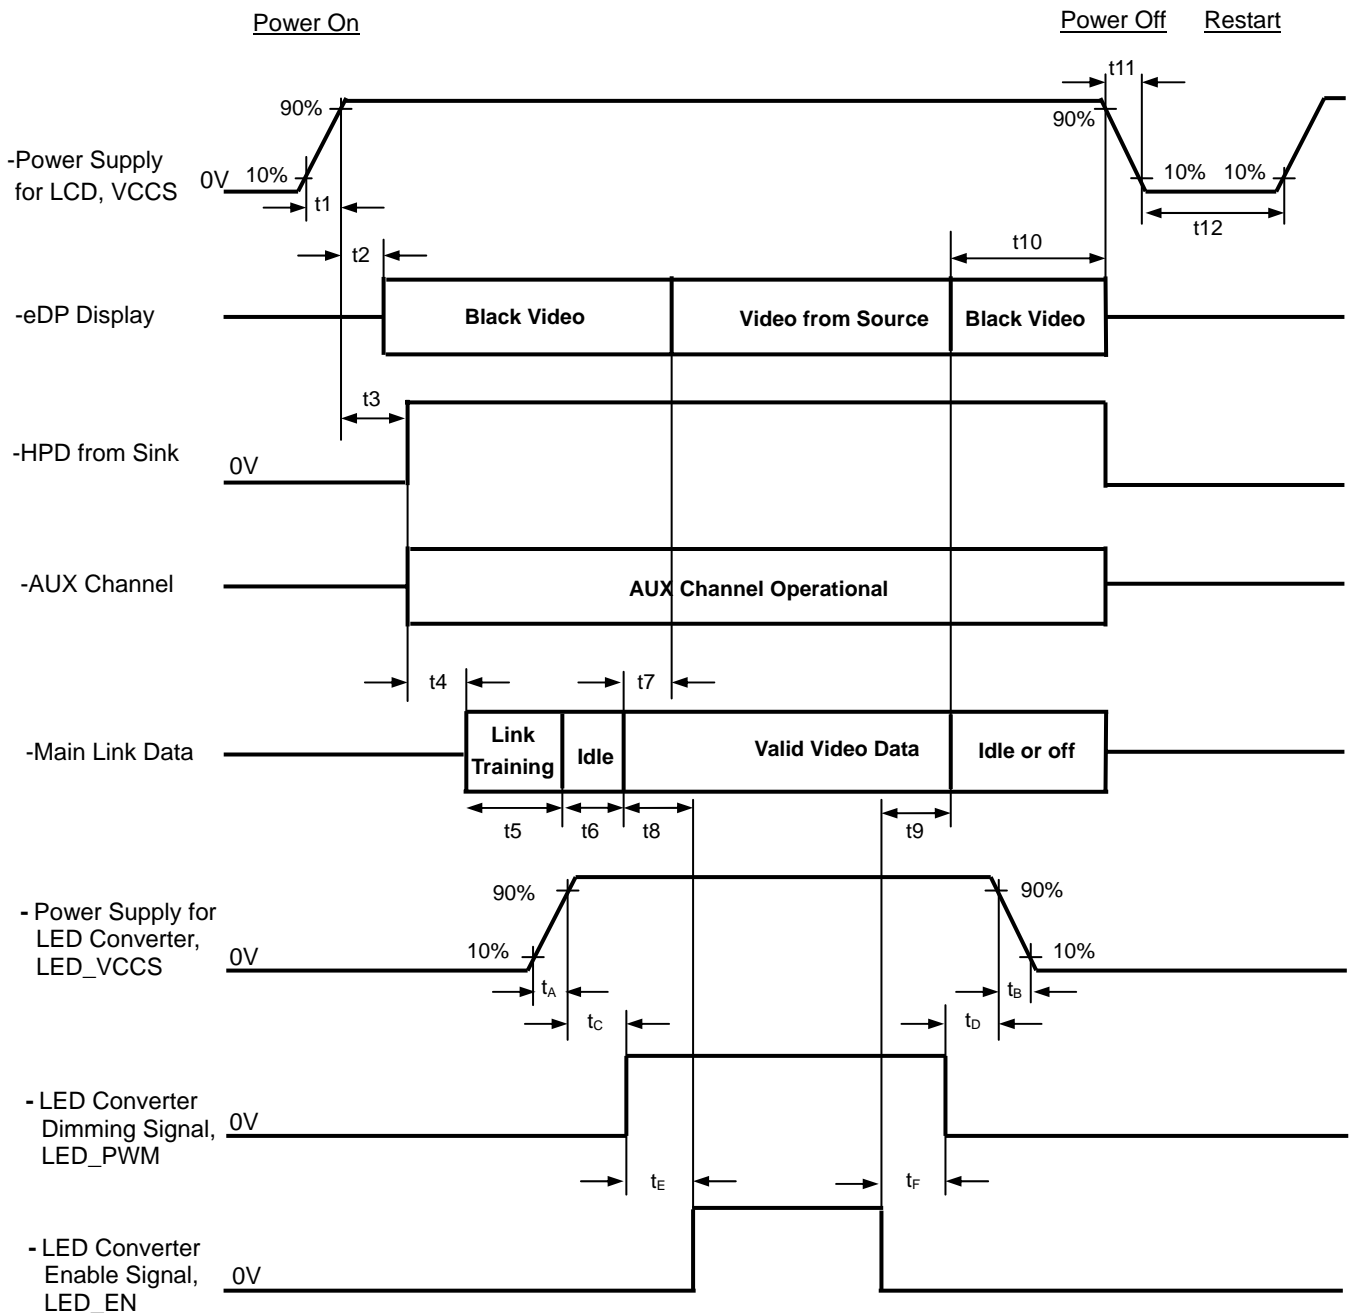 Power On
Power Off
Restart
t11
90%
90%
-Power Supply
for LCD, VCCS
0V
10%
10%
10%
t1
t12
t2
t10
-eDP Display
Black Video
Video from Source
Black Video
t3
-HPD from Sink
0V
-AUX Channel
AUX Channel Operational
t4
t7
-Main Link Data
Link
Training
Idle
Valid Video Data
Idle or off
t5
t6
t8
t9
90%
90%
- Power Supply for
LED Converter,
LED_VCCS
0V
10%
10%
tA
tB
tC
tD
- LED Converter
Dimming Signal,
LED_PWM
0V
tE
tF
- LED Converter
Enable Signal,
LED_EN
0V